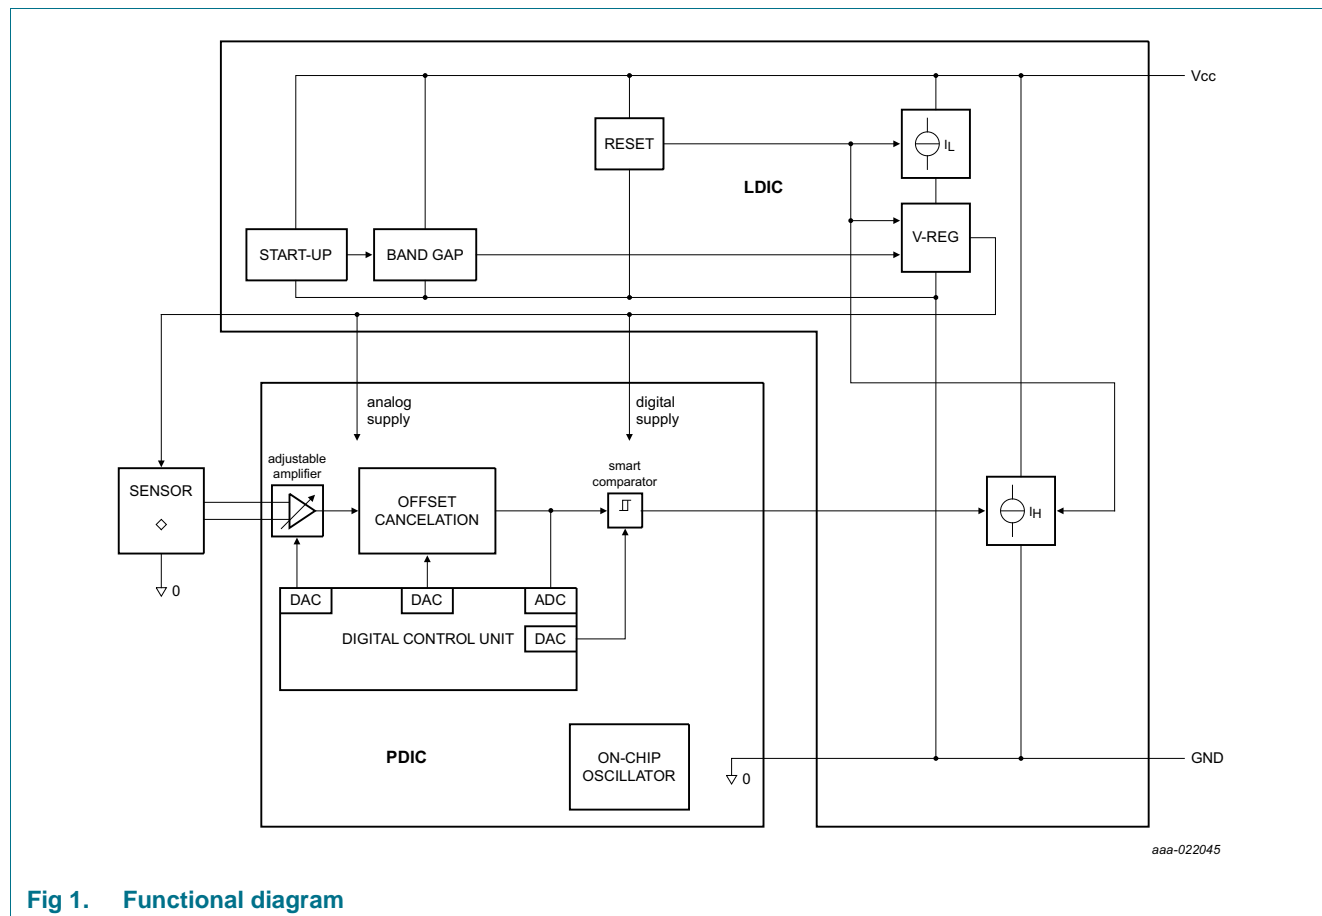 Vcc
RESET
IL
LDIC
START-UP
BAND GAP
V-REG
analog
supply
digital
supply
adjustable
amplifier
smart
comparator
SENSOR
OFFSET
CANCELATION
IH
0
DAC
DAC
ADC
DIGITAL CONTROL UNIT
DAC
PDIC
ON-CHIP
OSCILLATOR
0
GND
aaa-022045
Fig 1. Functional diagram